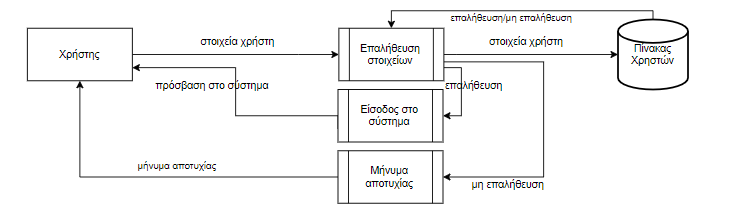 επαλήθευση/μη επαλήθευση
Χρήστης
στοιχεία χρήστη
Επαλήθευση
στοιχείων
στοιχεία χρήστη
Πίνακας
Χρηστών
πρόσβαση στο σύστημα
επαλήθευση
Είσοδος στο
σύστημα
μήνυμα αποτυχίας
Μήνυμα
αποτυχίας
μη επαλήθευση